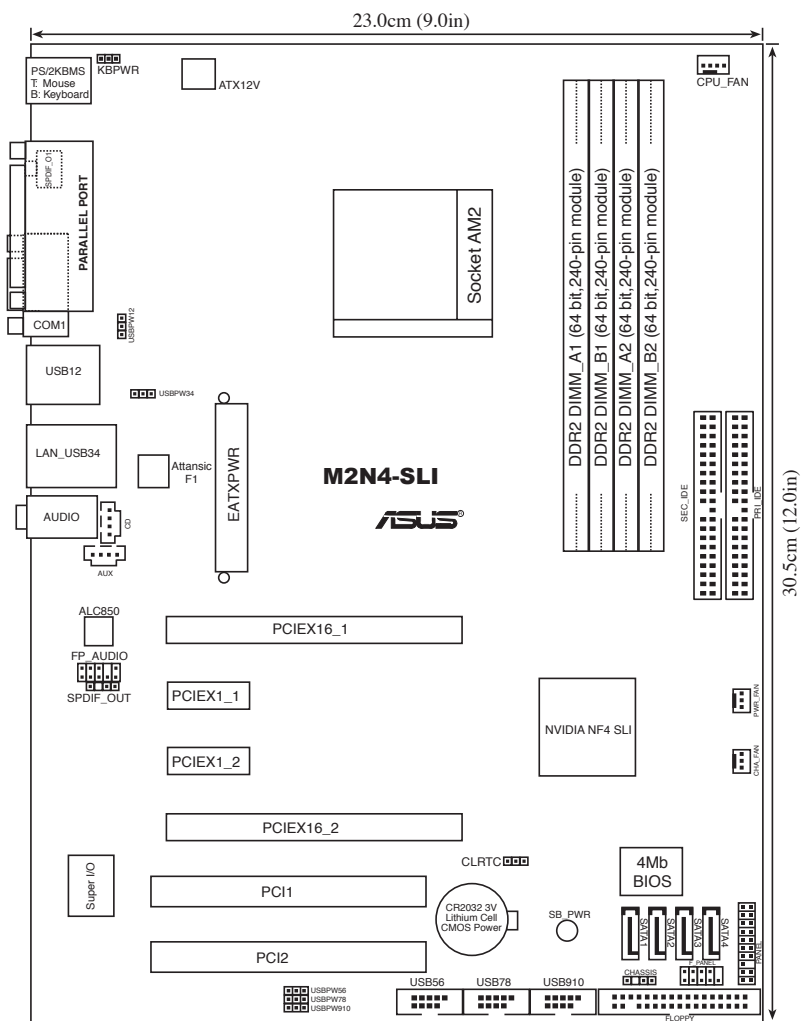 23.0cm (9.0in)
PS/2KBMS
T: Mouse
B: Keyboard
KBPWR
ATX12V
CPU_FAN
SPDIF_O1
PARALLEL PORT
COM1
USBPW12
USB12
USBPW34
LAN_USB34
Attansic
F1
AUDIO
CD
AUX
EATXPWR
Socket AM2
DDR2 DIMM_A1 (64 bit,240-pin module)
DDR2 DIMM_B1 (64 bit,240-pin module)
DDR2 DIMM_A2 (64 bit,240-pin module)
DDR2 DIMM_B2 (64 bit,240-pin module)
SEC_IDE
PRI_IDE
30.5cm (12.0in)
M2N4-SLI
ASUS®
ALC850
FP_AUDIO
SPDIF_OUT
PCIEX16_1
PCIEX1_1
PCIEX1_2
PCIEX16_2
NVIDIA NF4 SLI
PWR_FAN
CHA_FAN
Super I/O
PCI1
PCI2
CLRTC
CR2032 3V
Lithium Cell
CMOS Power
SB_PWR
4Mb
BIOS
SATA1
SATA2
SATA3
SATA4
PANEL
F_PANEL
CHASSIS
USBPW56
USBPW78
USBPW910
USB56
USB78
USB910
FLOPPY